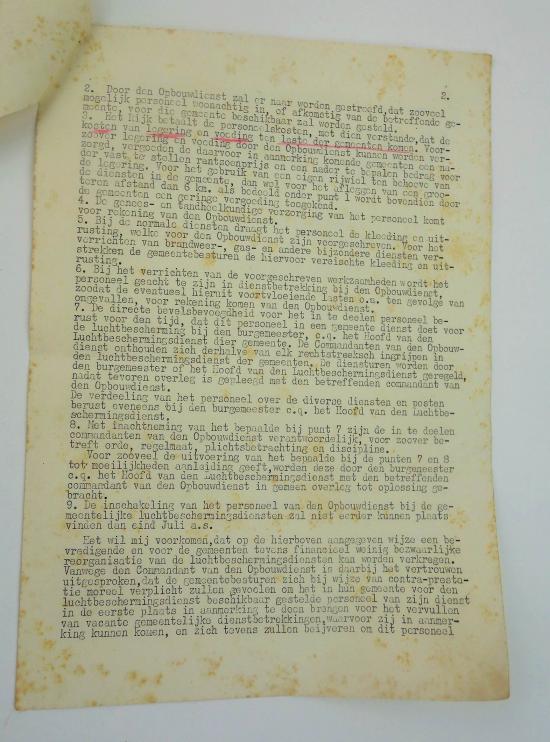 2.
2. Door den Opbouwdienst zal er naar worden gestreefd,dat zooveel
mogelijk personeel woonachtig in, of afkomstig van de betreffende ge-
meente, voor die gemeente beschikbaar zal worden gesteld.
3. Het Rijk betaalt de personeelskosten, met dien verstande,dat de
kosten van legering en voeding ten laste der gemeenten komen. Voor-
zoover legering en voeding door den Opbouwdienst kunnen worden ver-
zorgd, vergoeden de daarvoor in aanmerking komende gemeenten een na-
der vast te stellen rantsoenprijs en een nader te bepalen bedrag voor
de legering. Voor het gebruik van een eigen rijwiel ten behoeve van
de diensten in de gemeente, dan wel voor het afleggen van een groo-
teren afstand dan 6 km. als bedoeld onder punt 1 wordt bovendien door
de gemeenten een geringe vergoeding toegekend.
4. De genees- en tandheelkundige verzorging van het personeel komt
voor rekening van den Opbouwdienst.
5. Bij de normale diensten draagt het personeel de kleeding en uit-
rusting, welke voor den Opbouwdienst zijn voorgeschreven. Voor het
verrichten van brandweer-, gas- en andere bijzondere diensten ver-
strekken de gemeentebesturen de hiervoor vereischte kleeding en uit-
rusting.
6. Bij het verrichten van de voorgeschreven werkzaamheden wordt het
personeel geacht te zijn in dienstbetrekking bij den Opbouwdienst,
zoodat de eventueel hieruit voortvloeiende lasten o.a. ten gevolge van
ongevallen, voor rekening komen van den Opbouwdienst.
7. De directe bevelsbevoegdheid voor het in te deelen personeel be-
rust voor den tijd, dat dit personeel in een gemeente dienst doet voor
de luchtbescherming bij den burgemeester, c.q. het Hoofd van den
Luchtbeschermingsdienst dier gemeente. De Commandanten van den Opbouw-
dienst onthouden zich derhalve van elk rechtstreeksch ingrijpen in
den luchtbeschermingsdienst der gemeenten. De diensturen worden door
den burgemeester of het Hoofd van den Luchtbeschermingsdienst geregeld,
nadat tevoren overleg is gepleegd met den betreffenden commandant van
den Opbouwdienst.
De verdeeling van het personeel over de diverse diensten en posten
berust eveneens bij den burgemeester c.q. het Hoofd van den Luchtbe-
schermingsdienst.
8. Met inachtneming van het bepaalde bij punt 7 zijn de in te deelen
commandanten van den Opbouwdienst verantwoordelijk, voor zoover be-
treft orde, regelmaat, plichtsbetrachting en discipline.
Voor zooveel de uitvoering van het bepaalde bij de punten 7 en 8
tot moeilijkheden aanleiding geeft,worden deze door den burgemeester
c.q. het Hoofd van den Luchtbeschermingsdienst met den betreffenden
commandant van den Opbouwdienst in gemeen overleg tot oplossing ge-
bracht.
9. De inschakeling van het personeel van den Opbouwdienst bij de ge-
meentelijke luchtbeschermingsdiensten zal niet eerder kunnen plaats
vinden dan eind Juli a.s.
Het wil mij voorkomen,dat op de hierboven aangegeven wijze een be-
vredigende en voor de gemeenten tevens financieel weinig bezwaarlijke
reorganisatie van de luchtbeschermingsdiensten kan worden verkregen.
Vanwege den Commandant van den Opbouwdienst is daarbij het vertrouwen
uitgesproken,dat de gemeentebesturen zich bij wijze van contra-presta-
tie moreel verplicht zullen gevoelen om het in hun gemeente voor den
luchtbeschermingsdienst beschikbaar gestelde personeel van zijn dienst
in de eerste plaats in aanmerking te doen brengen voor het vervullen
van vacante gemeentelijke dienstbetrekkingen,waarvoor zij in aanmer-
king kunnen komen, en zich tevens zullen beijveren om dit personeel